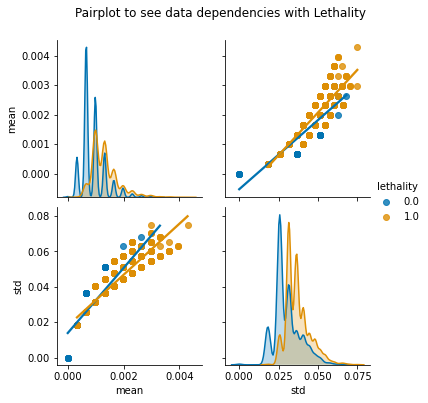 Pairplot to see data dependencies with Lethality
0.004
0.003
0.002
0.001
0.000
mean
lethality
0.0
1.0
0.08
0.06
0.04
0.02
0.00
std
0.000 0.002 0.004
mean
0.000 0.025 0.050 0.075
std